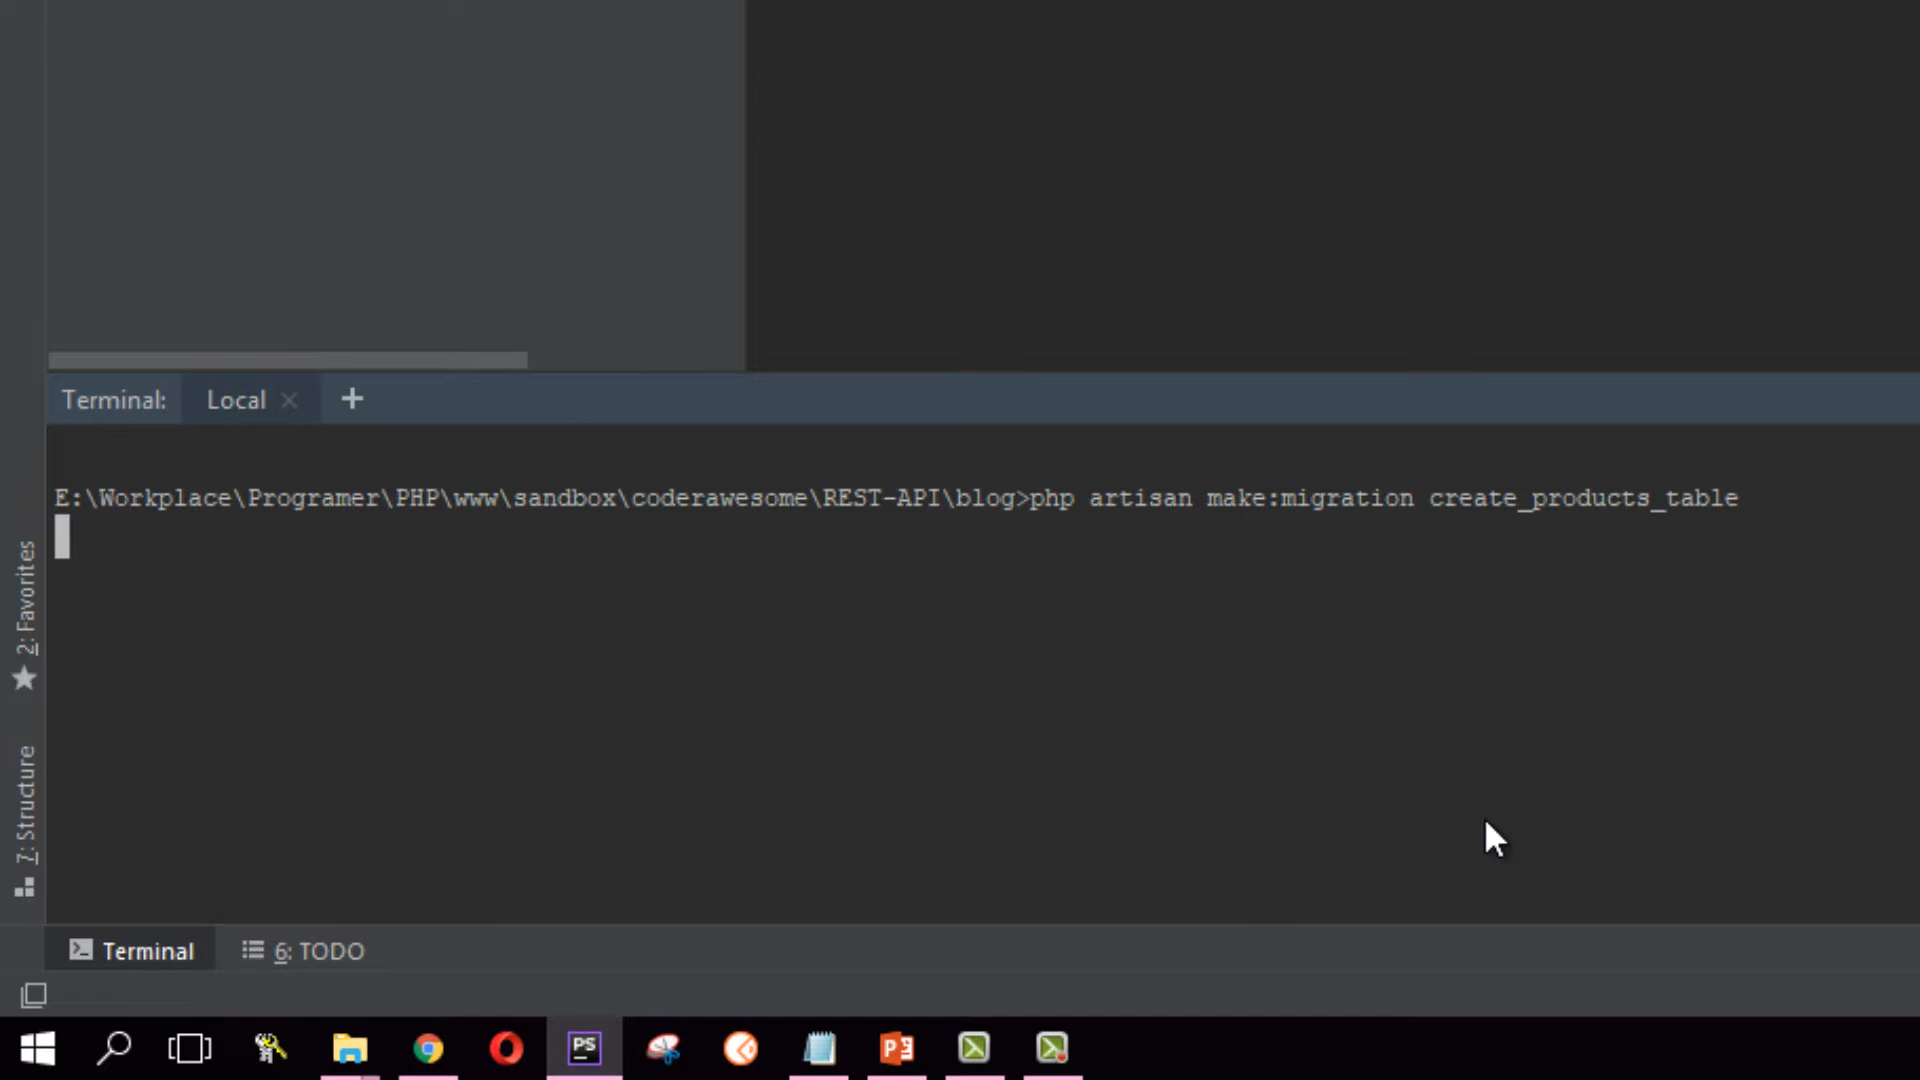 Terminal: Local
E:\Workplace\Programer\PHP\www\sandbox\coderawesome\REST-API\blog>php artisan make:migration create_products_table
2: Favorites
7: Structure
Terminal 6: TODO
PS
P